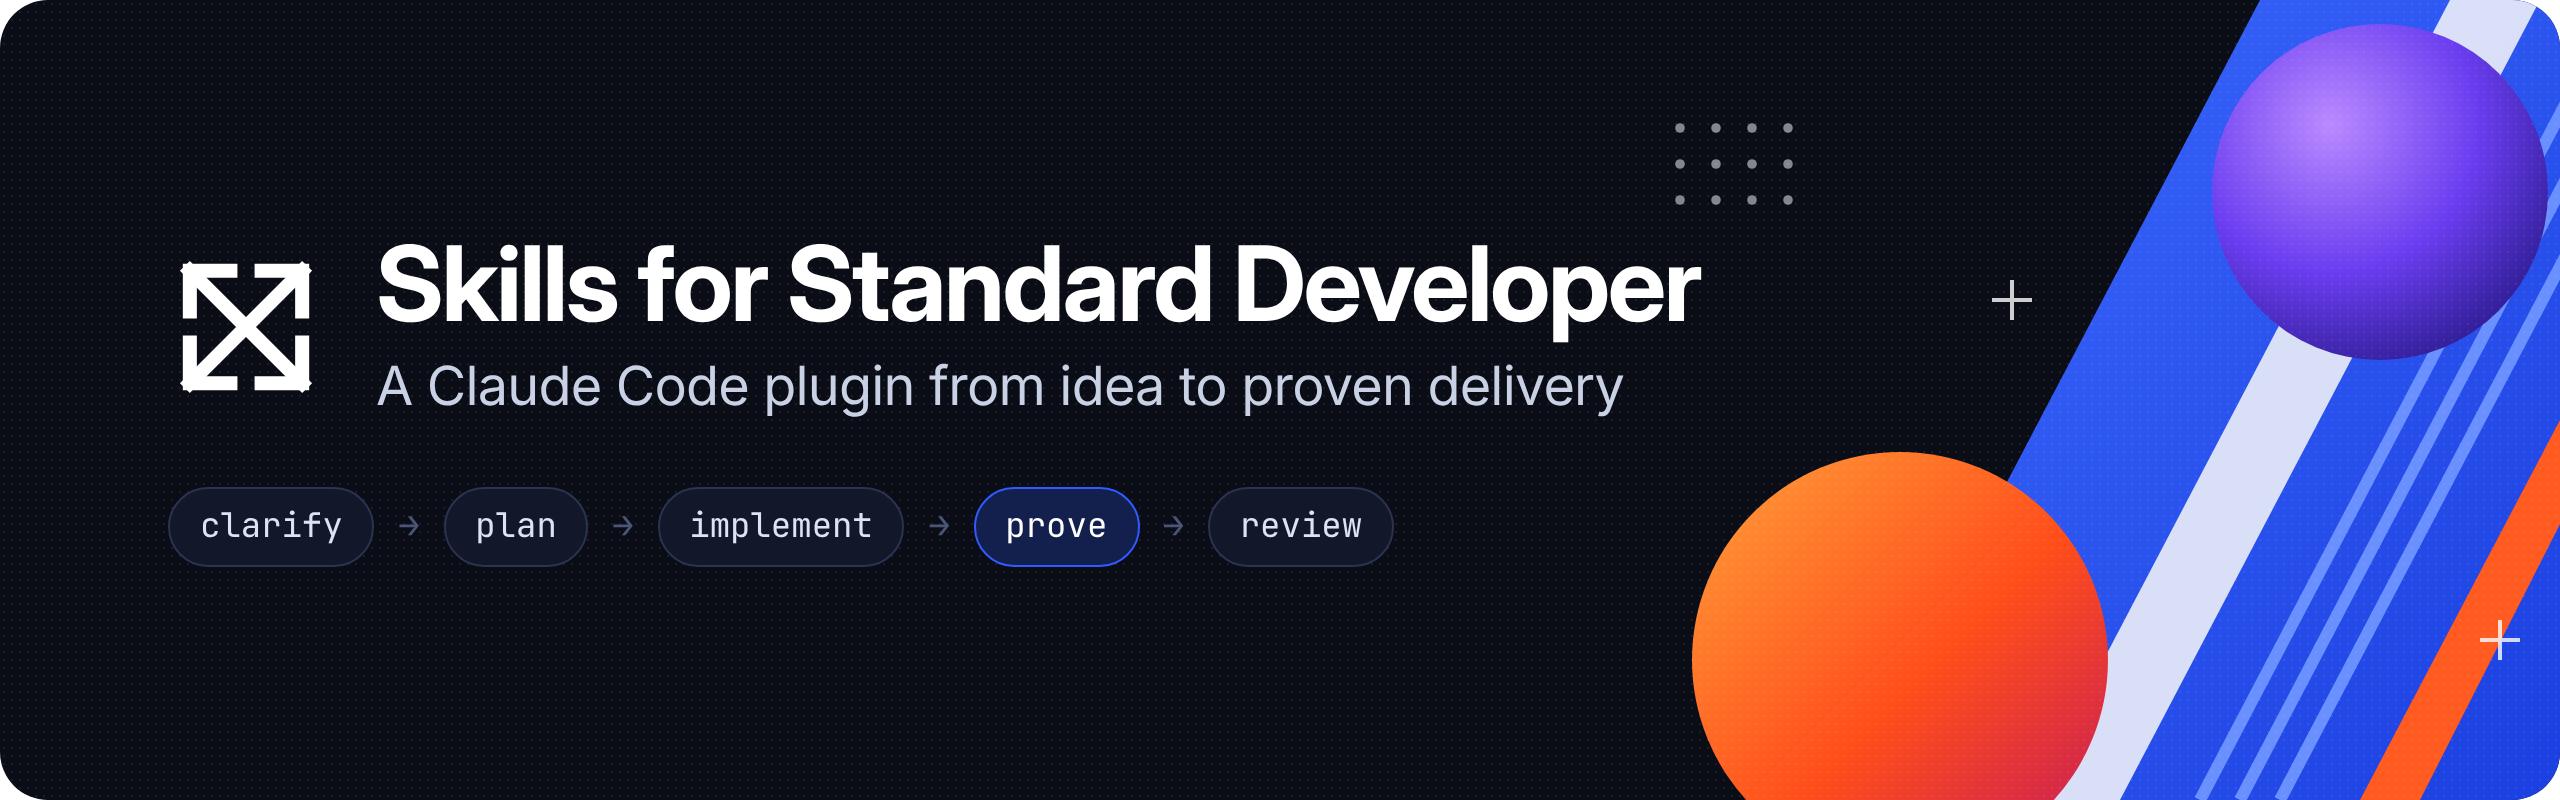 Skills for Standard Developer
A Claude Code plugin from idea to proven delivery
clarify → plan → implement → prove → review